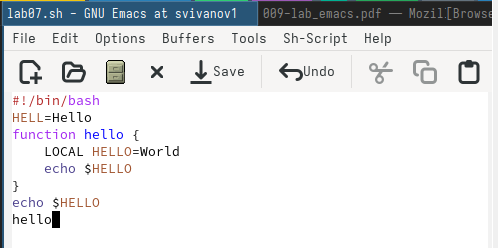 lab07.sh - GNU Emacs at svivanov1
009-lab_emacs.pdf — Mozil[Browse
File Edit Options Buffers Tools Sh-Script Help
Save Undo
#!/bin/bash
HELL=Hello
function hello {
    LOCAL HELLO=World
    echo $HELLO
}
echo $HELLO
hello